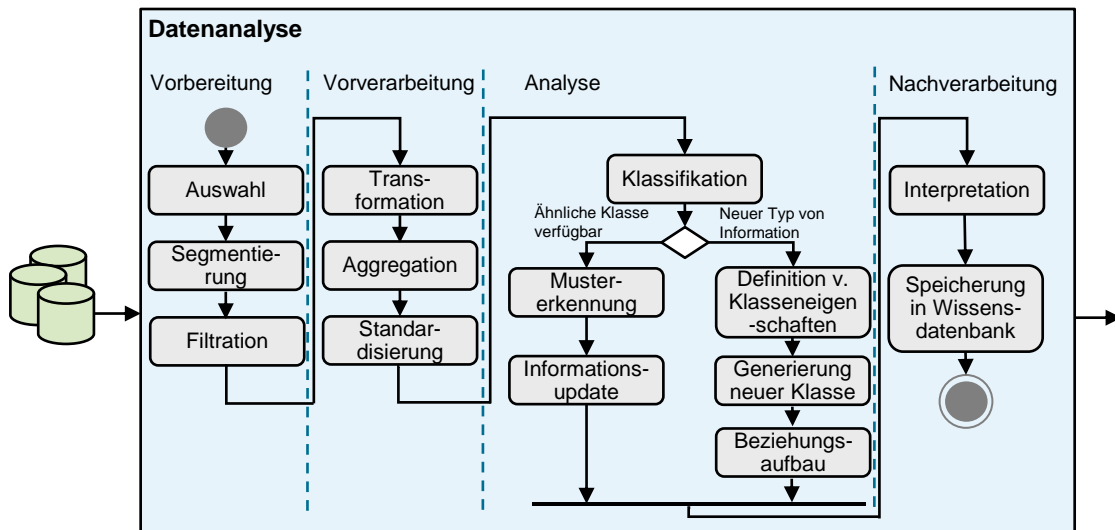 Datenanalyse
Vorbereitung
Auswahl
Segmentie-
rung
Filtration
Vorverarbeitung
Trans-
formation
Aggregation
Standar-
disierung
Analyse
Klassifikation
Ähnliche Klasse
verfügbar
Neuer Typ von
Information
Muster-
erkennung
Informations-
update
Definition v.
Klasseneigen
-schaften
Generierung
neuer Klasse
Beziehungs-
aufbau
Nachverarbeitung
Interpretation
Speicherung
in Wissens-
datenbank